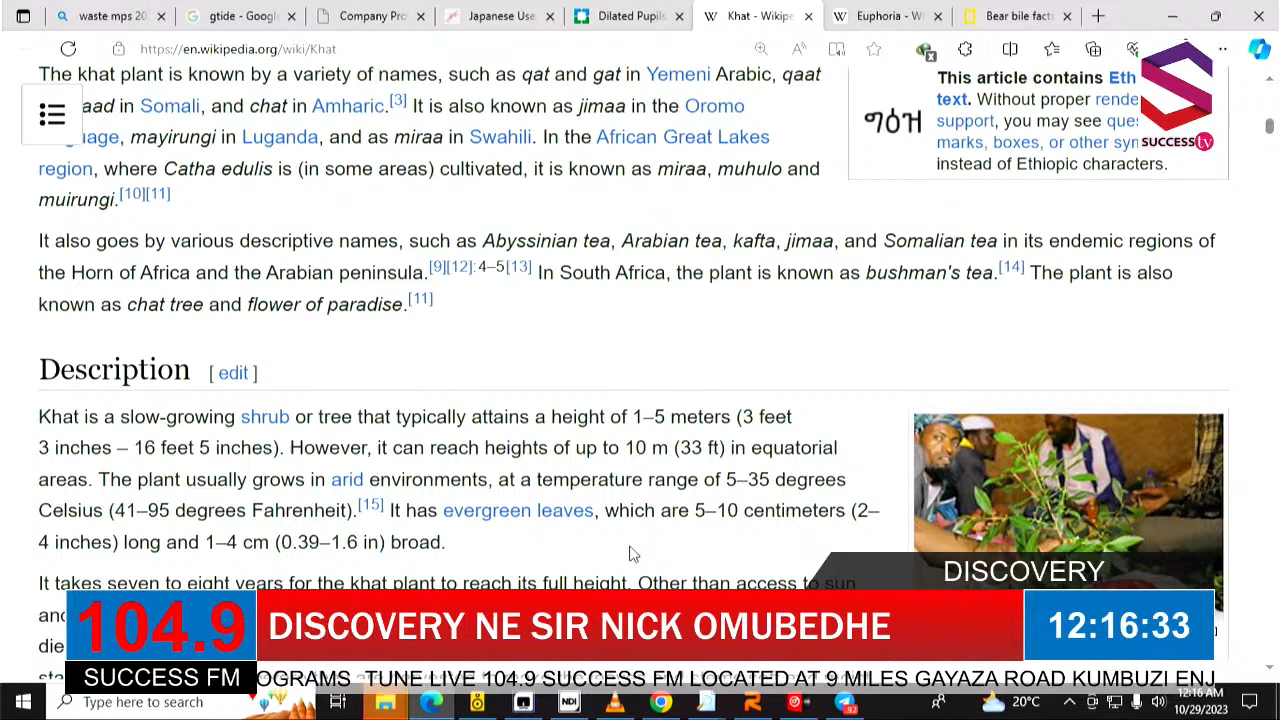 waste mps 20
gtide - Googl
Company Pro
Japanese Use
Dilated Pupils
Khat - Wikipe
Euphoria - Wi
Bear bile facts
https://en.wikipedia.org/wiki/Khat
The khat plant is known by a variety of names, such as qat and gat in Yemeni Arabic, qaat
aad in Somali, and chat in Amharic.[3] It is also known as jimaa in the Oromo
uage, mayirungi in Luganda, and as miraa in Swahili. In the African Great Lakes
region, where Catha edulis is (in some areas) cultivated, it is known as miraa, muhulo and
muirungi.[10][11]
ግዕዝ
This article contains Eth
text. Without proper rende
support, you may see ques
marks, boxes, or other sym
instead of Ethiopic characters.
SUCCESS tv
It also goes by various descriptive names, such as Abyssinian tea, Arabian tea, kafta, jimaa, and Somalian tea in its endemic regions of
the Horn of Africa and the Arabian peninsula.[9][12]:4–5[13] In South Africa, the plant is known as bushman's tea.[14] The plant is also
known as chat tree and flower of paradise.[11]
Description [ edit ]
Khat is a slow-growing shrub or tree that typically attains a height of 1–5 meters (3 feet
3 inches – 16 feet 5 inches). However, it can reach heights of up to 10 m (33 ft) in equatorial
areas. The plant usually grows in arid environments, at a temperature range of 5–35 degrees
Celsius (41–95 degrees Fahrenheit).[15] It has evergreen leaves, which are 5–10 centimeters (2–
4 inches) long and 1–4 cm (0.39–1.6 in) broad.
It takes seven to eight years for the khat plant to reach its full height. Other than access to sun
and
die
sta
DISCOVERY
104.9
DISCOVERY NE SIR NICK OMUBEDHE
12:16:33
SUCCESS FM
OGRAMS TUNE LIVE 104.9 SUCCESS FM LOCATED AT 9 MILES GAYAZA ROAD KUMBUZI ENJ
Type here to search
NDI
92
20°C
12:16 AM
10/29/2023